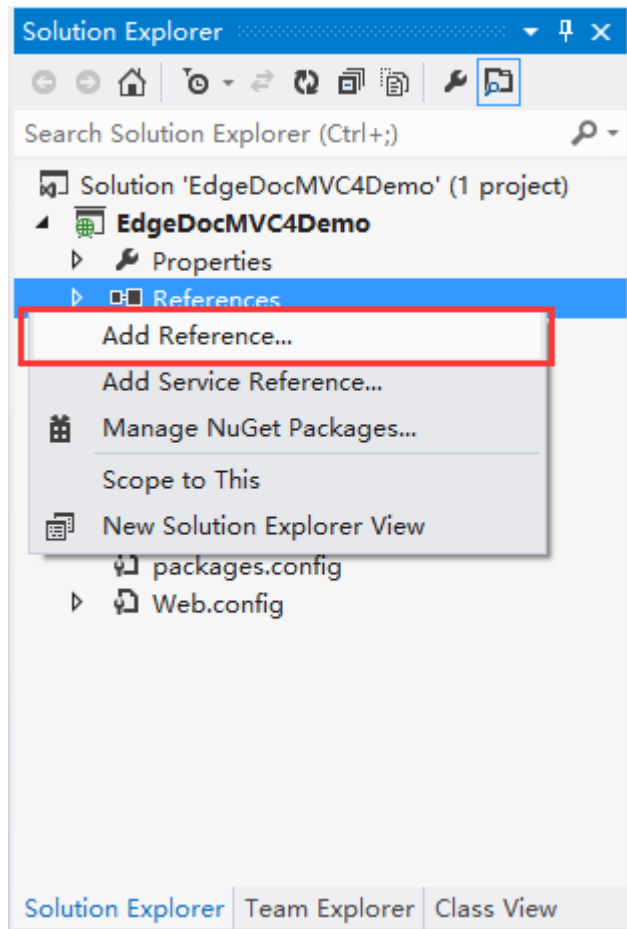 Solution Explorer
Search Solution Explorer (Ctrl+;)
Solution 'EdgeDocMVC4Demo' (1 project)
EdgeDocMVC4Demo
Properties
References
Add Reference...
Add Service Reference...
Manage NuGet Packages...
Scope to This
New Solution Explorer View
packages.config
Web.config
Solution Explorer Team Explorer Class View